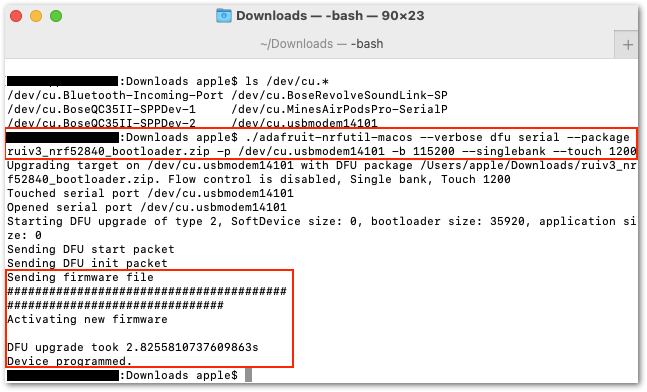 Downloads — -bash — 90×23
~/Downloads — -bash
+
:Downloads apple$ ls /dev/cu.*
/dev/cu.Bluetooth-Incoming-Port /dev/cu.BoseRevolveSoundLink-SP
/dev/cu.BoseQC35II-SPPDev-1 /dev/cu.MinesAirPodsPro-SerialP
/dev/cu.BoseQC35II-SPPDev-2 /dev/cu.usbmodem14101
:Downloads apple$ ./adafruit-nrfutil-macos --verbose dfu serial --package
ruiv3_nrf52840_bootloader.zip -p /dev/cu.usbmodem14101 -b 115200 --singlebank --touch 1200
Upgrading target on /dev/cu.usbmodem14101 with DFU package /Users/apple/Downloads/ruiv3_nr
f52840_bootloader.zip. Flow control is disabled, Single bank, Touch 1200
Touched serial port /dev/cu.usbmodem14101
Opened serial port /dev/cu.usbmodem14101
Starting DFU upgrade of type 2, SoftDevice size: 0, bootloader size: 35920, application si
ze: 0
Sending DFU start packet
Sending DFU init packet
Sending firmware file
########################################
###############################
Activating new firmware
DFU upgrade took 2.8255810737609863s
Device programmed.
:Downloads apple$